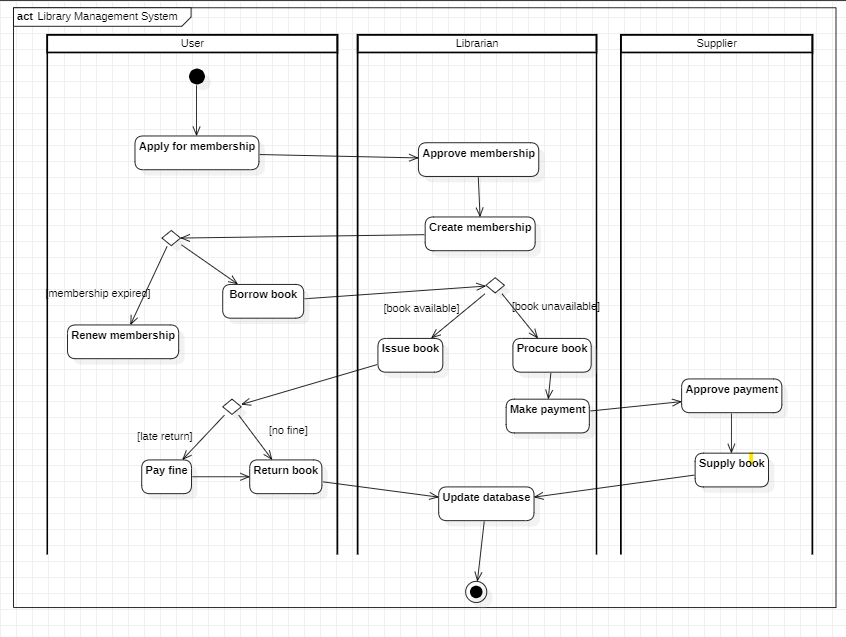 act Library Management System
User
Librarian
Supplier
Apply for membership
Approve membership
Create membership
[membership expired]
Borrow book
[book available]
[book unavailable]
Renew membership
Issue book
Procure book
Approve payment
Make payment
[late return]
[no fine]
Pay fine
Return book
Supply book
Update database